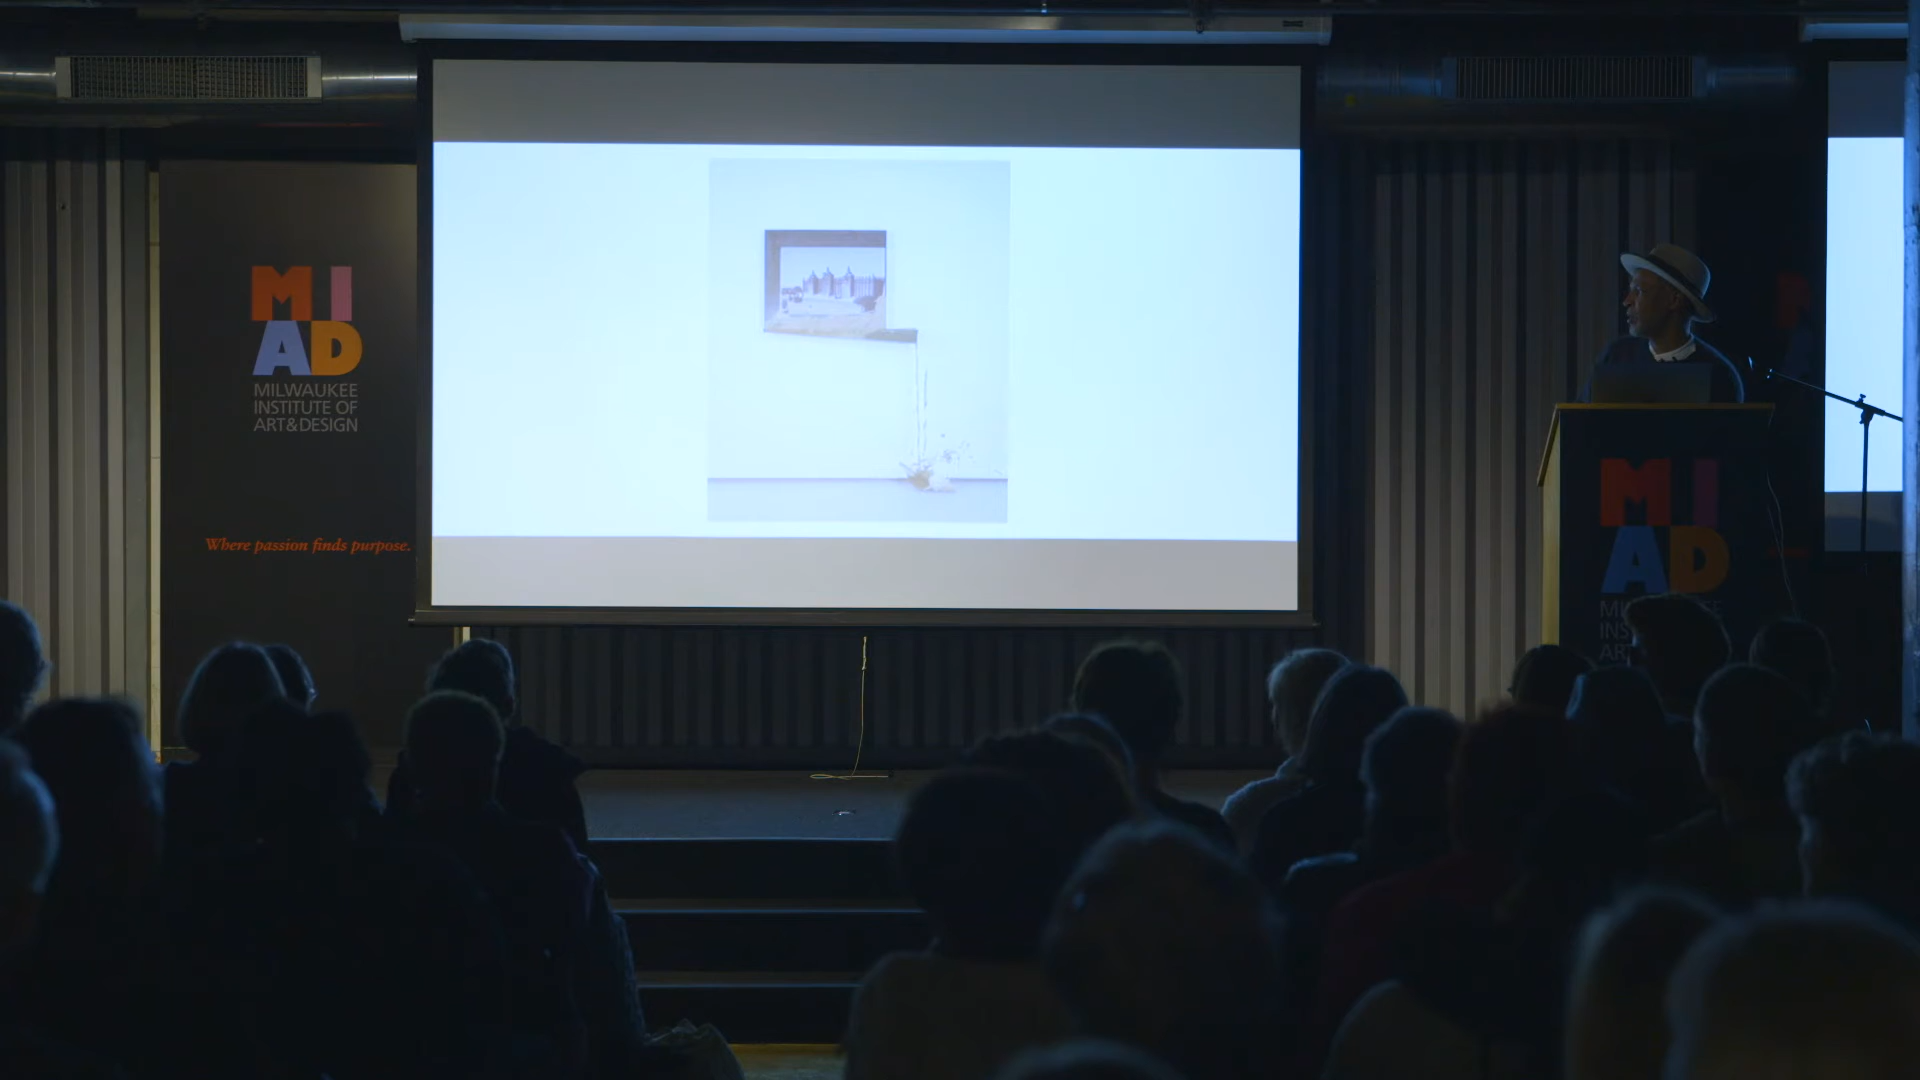 MI
AD
MILWAUKEE
INSTITUTE OF
ART&DESIGN
Where passion finds purpose.
MI
AD